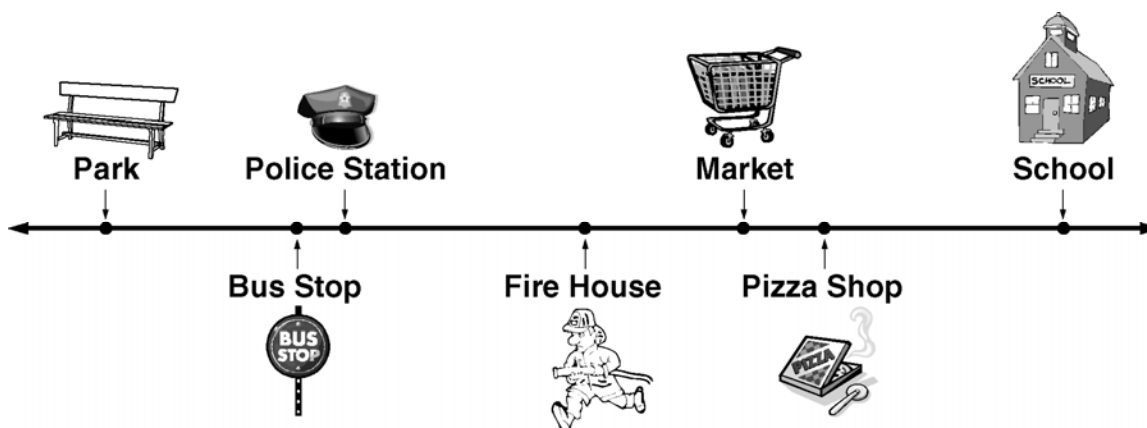 SCHOOL
Park
Police Station
Market
School
Bus Stop
Fire House
Pizza Shop
BUS
STOP
PIZZA